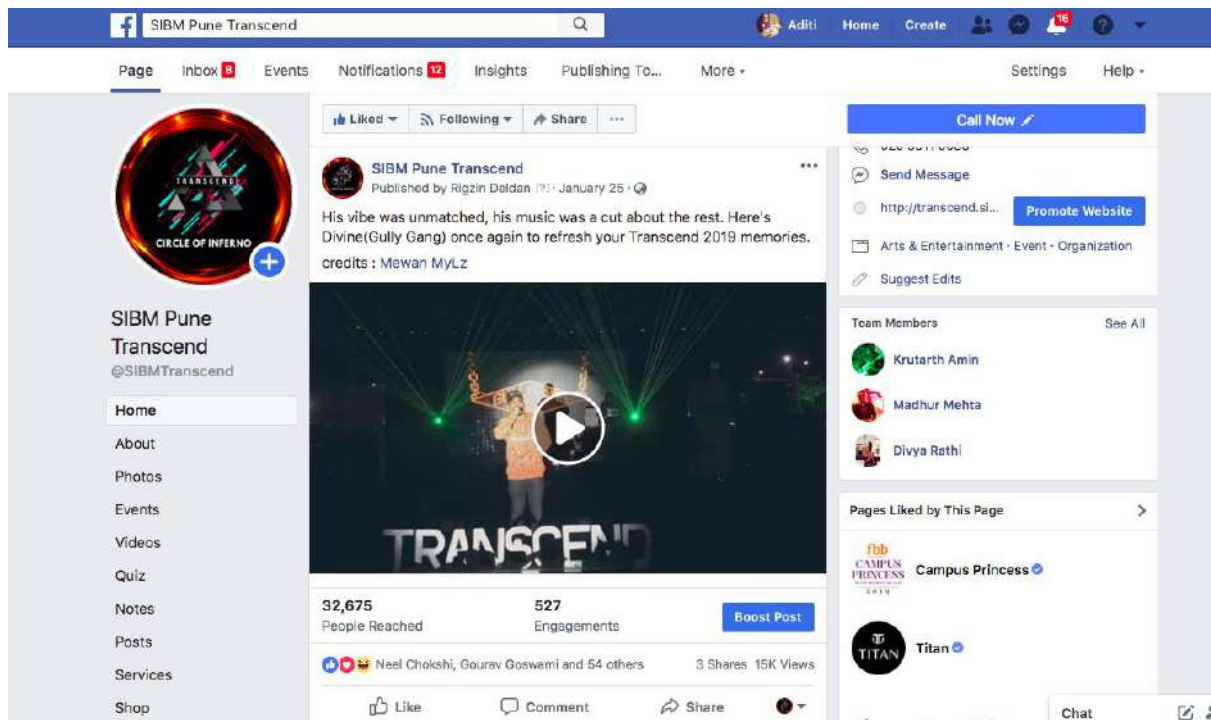 SIBM Pune Transcend
Aditi Home Create 16
Page Inbox 8 Events Notifications 12 Insights Publishing To... More Settings Help
TRANSCEND
CIRCLE OF INFERNO
SIBM Pune
Transcend
@SIBMTranscend
Home
About
Photos
Events
Videos
Quiz
Notes
Posts
Services
Shop
Liked Following Share ...
SIBM Pune Transcend
Published by Rigzin Deldan [?] · January 25 ·
His vibe was unmatched, his music was a cut about the rest. Here's
Divine(Gully Gang) once again to refresh your Transcend 2019 memories.
credits : Mewan MyLz
TRANSCEND
32,675 527
People Reached Engagements
Boost Post
Neel Chokshi, Gourav Goswami and 54 others 3 Shares 15K Views
Like Comment Share
Call Now
Send Message
http://transcend.si... Promote Website
Arts & Entertainment · Event · Organization
Suggest Edits
Team Members See All
Krutarth Amin
Madhur Mehta
Divya Rathi
Pages Liked by This Page
fbb
CAMPUS
PRINCESS
2019
Campus Princess
TITAN
Titan
Chat